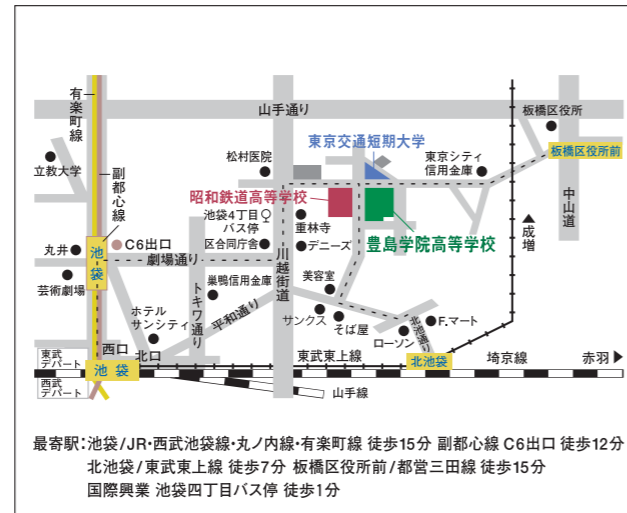 有楽町線
山手通り
板橋区役所
東京交通短期大学
立教大学
松村医院
東京シティ
信用金庫
板橋区役所前
副都心線
昭和鉄道高等学校
中山道
池袋4丁目
バス停
重林寺
豊島学院高等学校
▲成増
丸井
池袋
C6出口
区合同庁舎
デニーズ
劇場通り
川越街道
芸術劇場
巣鴨信用金庫
美容室
トキワ通り
平和通り
ホテル
サンシティ
サンクス
そば屋
北池通り
F.マート
ローソン
東武
デパート
西口
北口
東武東上線
北池袋
埼京線
赤羽▶
池袋
西武
デパート
山手線
最寄駅:池袋/JR・西武池袋線・丸ノ内線・有楽町線 徒歩15分 副都心線 C6出口 徒歩12分
北池袋/東武東上線 徒歩7分 板橋区役所前/都営三田線 徒歩15分
国際興業 池袋四丁目バス停 徒歩1分